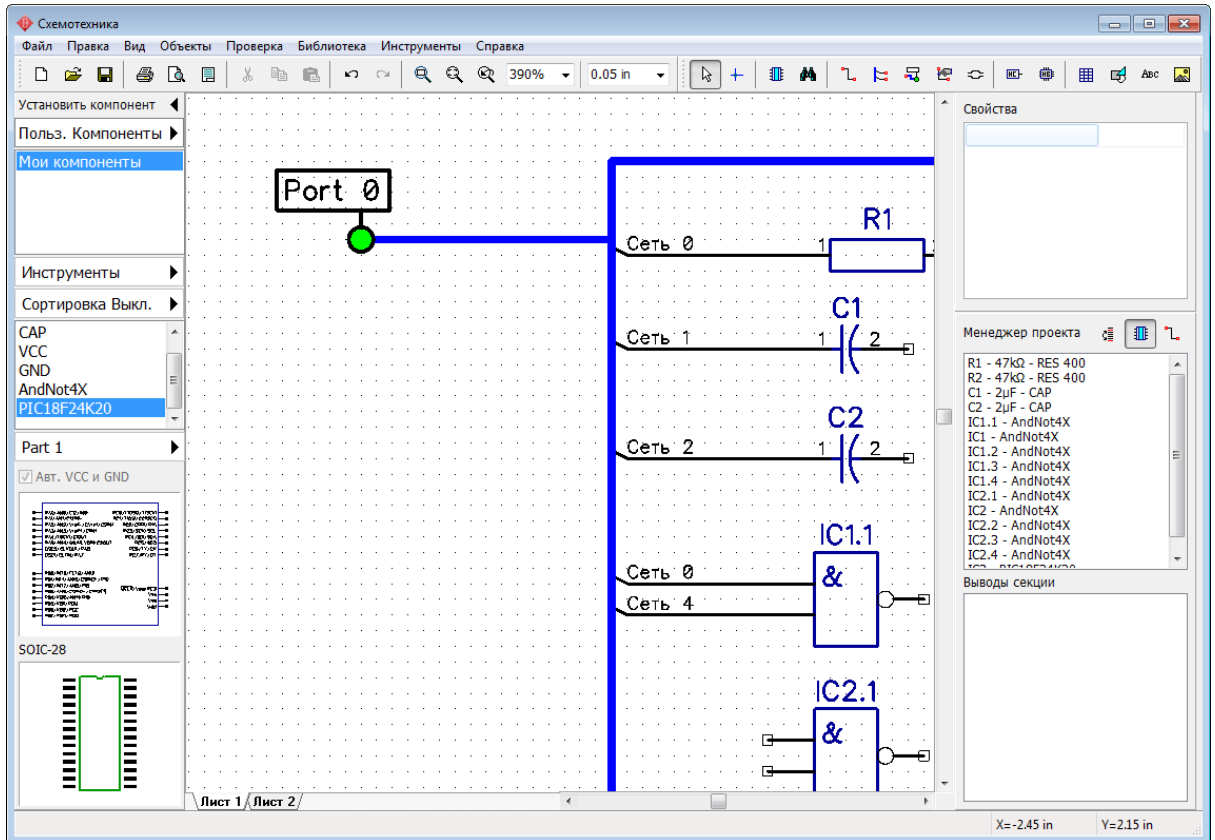 Схемотехника
Файл Правка Вид Объекты Проверка Библиотека Инструменты Справка
390% 0.05 in ABC
Установить компонент
Польз. Компоненты
Мои компоненты
Инструменты
Сортировка Выкл.
CAP
VCC
GND
AndNot4X
PIC18F24K20
Part 1
Авт. VCC и GND
SOIC-28
Port 0
Сеть 0
1
R1
Сеть 1
1
C1
2
Сеть 2
1
C2
2
Сеть 0
Сеть 4
IC1.1
&
IC2.1
&
Лист 1 Лист 2
Свойства
Менеджер проекта
R1 - 47kΩ - RES 400
R2 - 47kΩ - RES 400
C1 - 2µF - CAP
C2 - 2µF - CAP
IC1.1 - AndNot4X
IC1 - AndNot4X
IC1.2 - AndNot4X
IC1.3 - AndNot4X
IC1.4 - AndNot4X
IC2.1 - AndNot4X
IC2 - AndNot4X
IC2.2 - AndNot4X
IC2.3 - AndNot4X
IC2.4 - AndNot4X
Выводы секции
X=-2.45 in Y=2.15 in